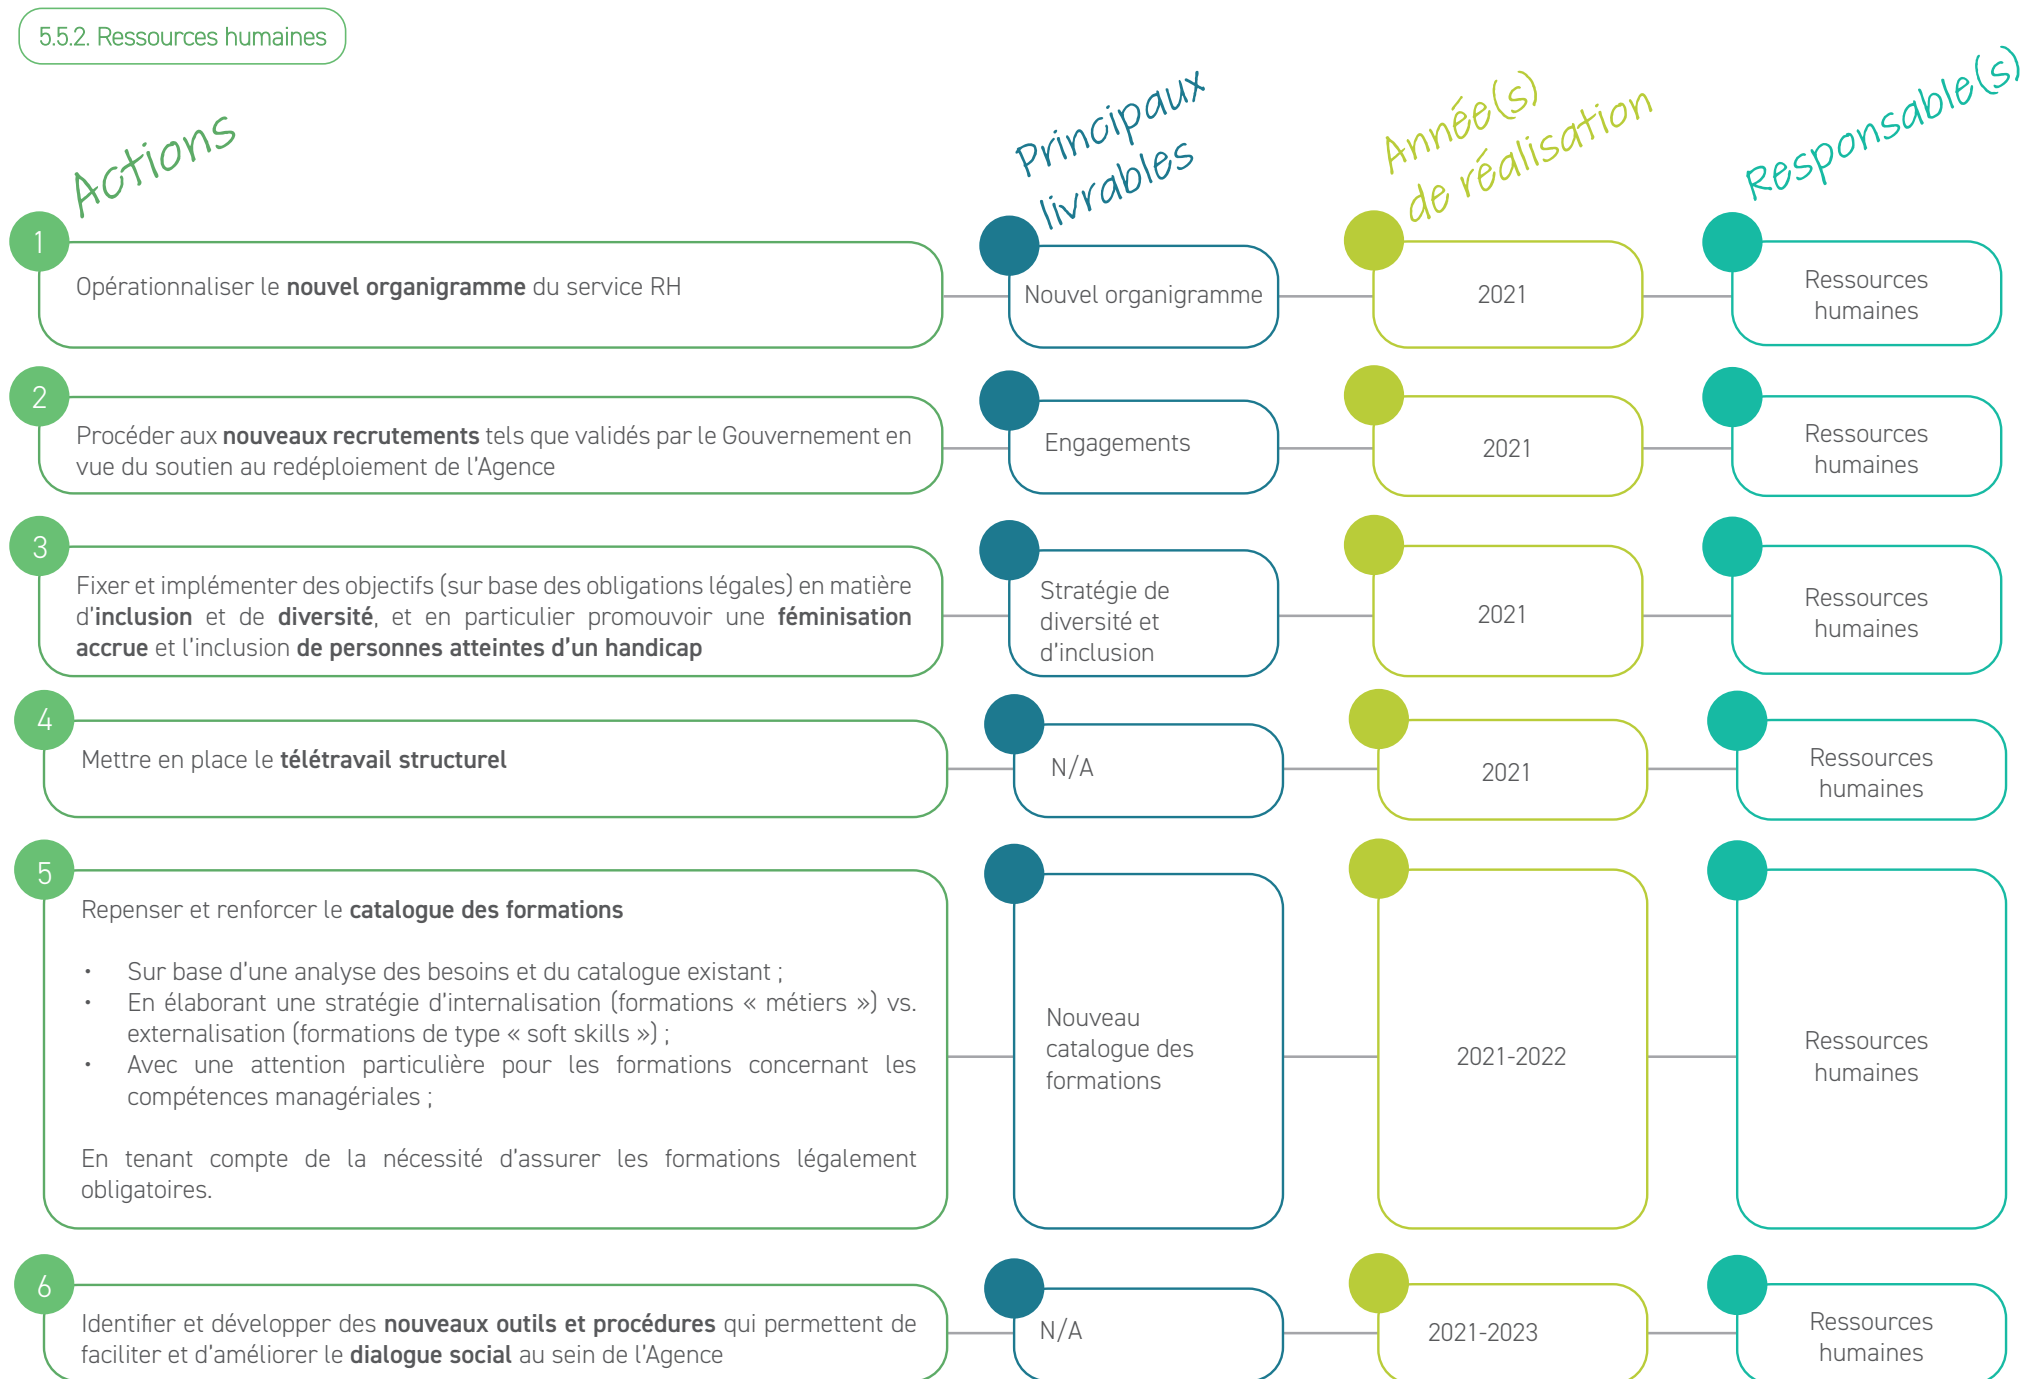 5.5.2. Ressources humaines
Actions
Principaux
livrables
Année(s)
de réalisation
Responsable(s)
1
Opérationnaliser le nouvel organigramme du service RH
Nouvel organigramme
2021
Ressources
humaines
2
Procéder aux nouveaux recrutements tels que validés par le Gouvernement en
vue du soutien au redéploiement de l'Agence
Engagements
2021
Ressources
humaines
3
Fixer et implémenter des objectifs (sur base des obligations légales) en matière
d'inclusion et de diversité, et en particulier promouvoir une féminisation
accrue et l'inclusion de personnes atteintes d'un handicap
Stratégie de
diversité et
d'inclusion
2021
Ressources
humaines
4
Mettre en place le télétravail structurel
N/A
2021
Ressources
humaines
5
Repenser et renforcer le catalogue des formations
• Sur base d'une analyse des besoins et du catalogue existant ;
• En élaborant une stratégie d'internalisation (formations « métiers ») vs.
externalisation (formations de type « soft skills ») ;
• Avec une attention particulière pour les formations concernant les
compétences managériales ;
En tenant compte de la nécessité d'assurer les formations légalement
obligatoires.
Nouveau
catalogue des
formations
2021-2022
Ressources
humaines
6
Identifier et développer des nouveaux outils et procédures qui permettent de
faciliter et d'améliorer le dialogue social au sein de l'Agence
N/A
2021-2023
Ressources
humaines